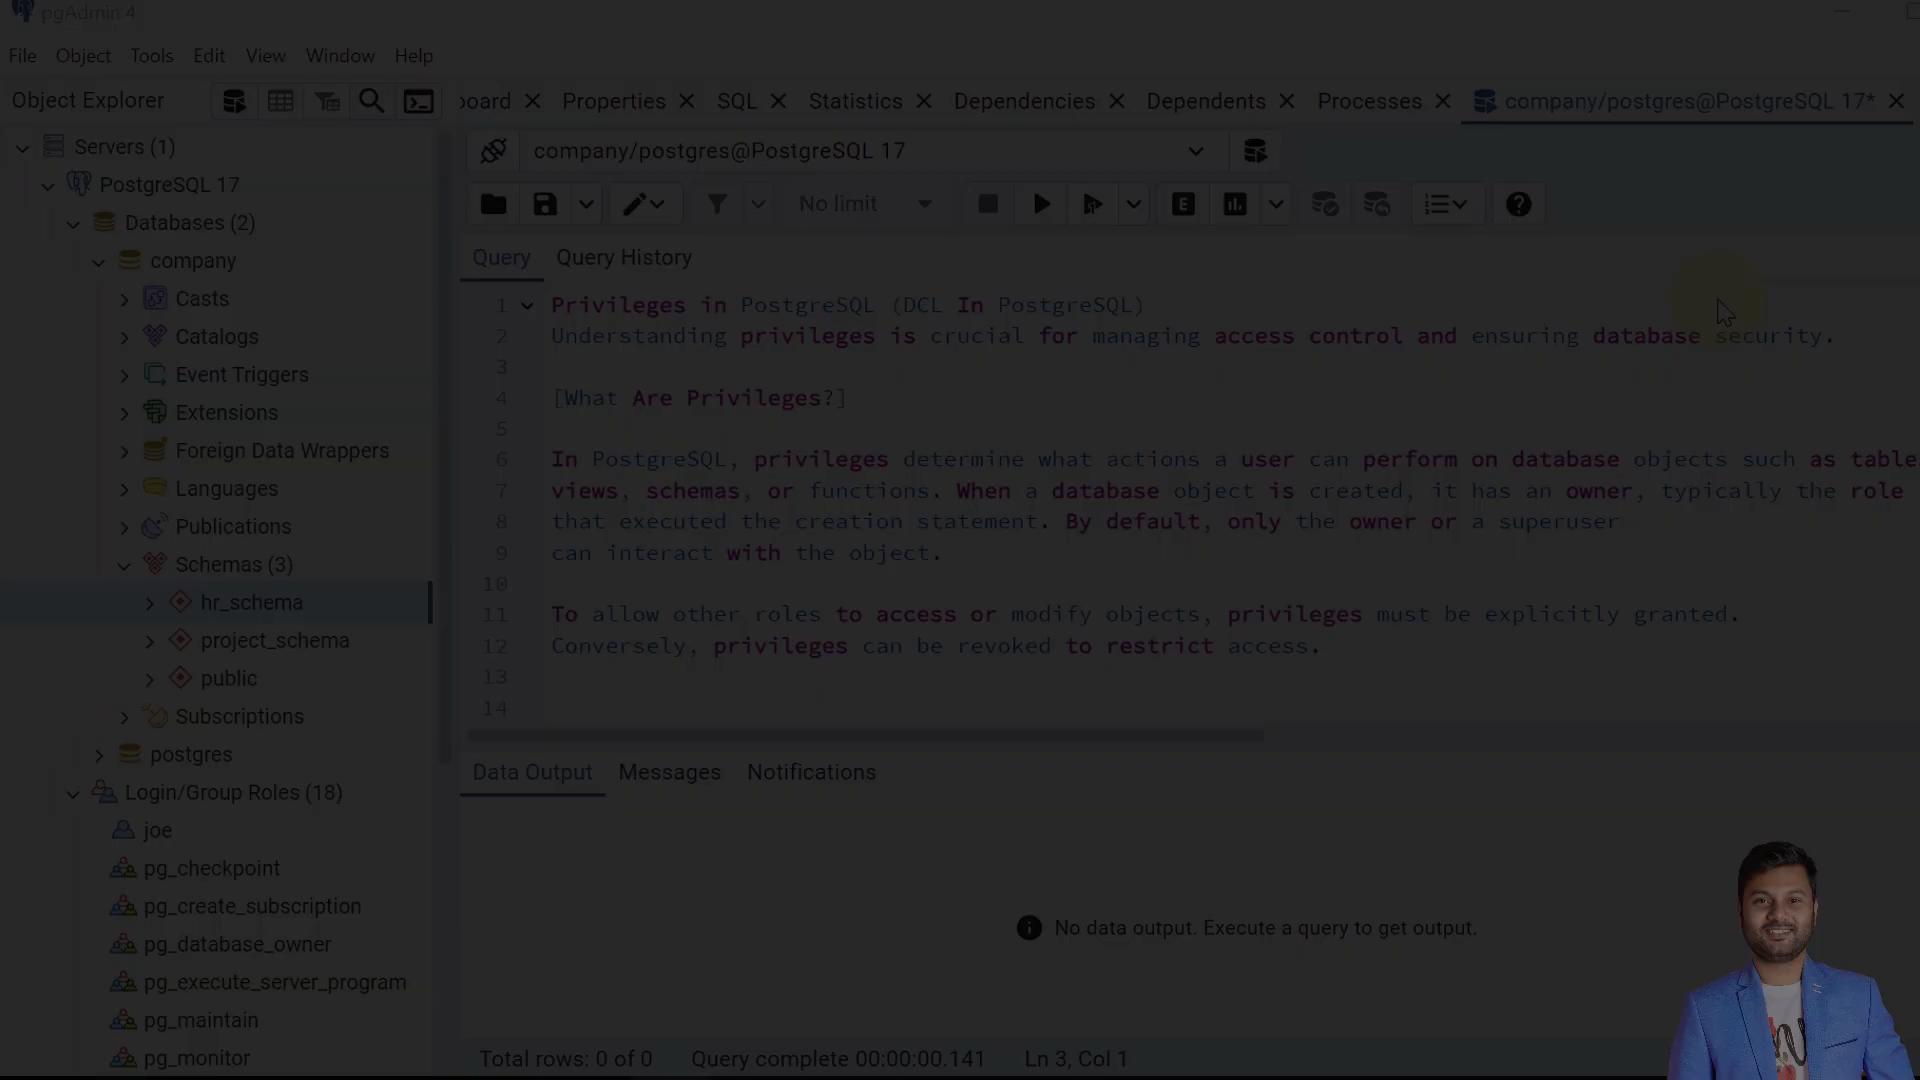 pgAdmin 4
File Object Tools Edit View Window Help
Object Explorer
board Properties SQL Statistics Dependencies Dependents Processes company/postgres@PostgreSQL 17*
Servers (1)
PostgreSQL 17
Databases (2)
company
Casts
Catalogs
Event Triggers
Extensions
Foreign Data Wrappers
Languages
Publications
Schemas (3)
hr_schema
project_schema
public
Subscriptions
postgres
Login/Group Roles (18)
joe
pg_checkpoint
pg_create_subscription
pg_database_owner
pg_execute_server_program
pg_maintain
pg_monitor
company/postgres@PostgreSQL 17
No limit
E
Query Query History
1 Privileges in PostgreSQL (DCL In PostgreSQL)
2 Understanding privileges is crucial for managing access control and ensuring database security.
3
4 [What Are Privileges?]
5
6 In PostgreSQL, privileges determine what actions a user can perform on database objects such as table
7 views, schemas, or functions. When a database object is created, it has an owner, typically the role
8 that executed the creation statement. By default, only the owner or a superuser
9 can interact with the object.
10
11 To allow other roles to access or modify objects, privileges must be explicitly granted.
12 Conversely, privileges can be revoked to restrict access.
13
14
Data Output Messages Notifications
No data output. Execute a query to get output.
Total rows: 0 of 0 Query complete 00:00:00.141 Ln 3, Col 1